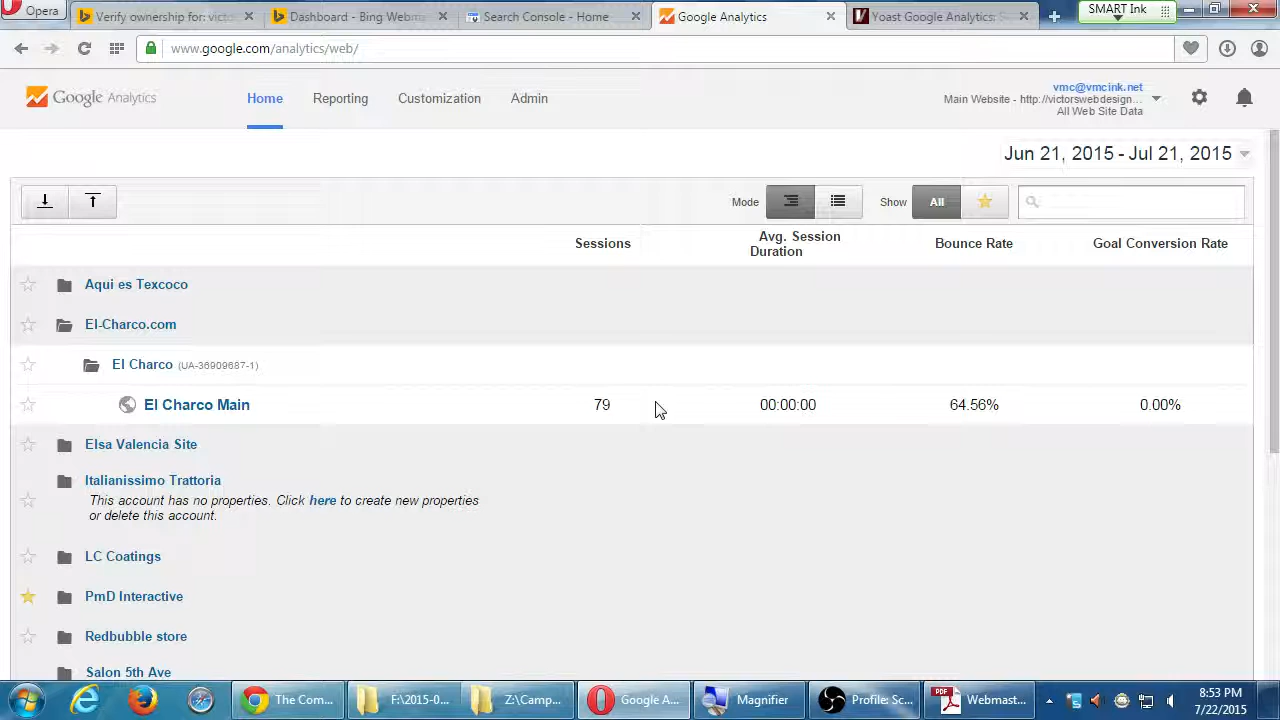 Opera
Verify ownership for: victo
Dashboard - Bing Webma
Search Console - Home
Google Analytics
Yoast Google Analytics: S
SMART Ink
www.google.com/analytics/web/
Google Analytics
Home
Reporting
Customization
Admin
vmc@vmcink.net
Main Website - http://victorswebdesign...
All Web Site Data
Jun 21, 2015 - Jul 21, 2015
Mode
Show
All
Sessions
Avg. Session
Duration
Bounce Rate
Goal Conversion Rate
Aqui es Texcoco
El-Charco.com
El Charco (UA-36909687-1)
El Charco Main 79 00:00:00 64.56% 0.00%
Elsa Valencia Site
Italianissimo Trattoria
This account has no properties. Click here to create new properties
or delete this account.
LC Coatings
PmD Interactive
Redbubble store
Salon 5th Ave
The Com...
F:\2015-0...
Z:\Camp...
Google A...
Magnifier
Profile: Sc...
PDF
Webmast...
8:53 PM
7/22/2015